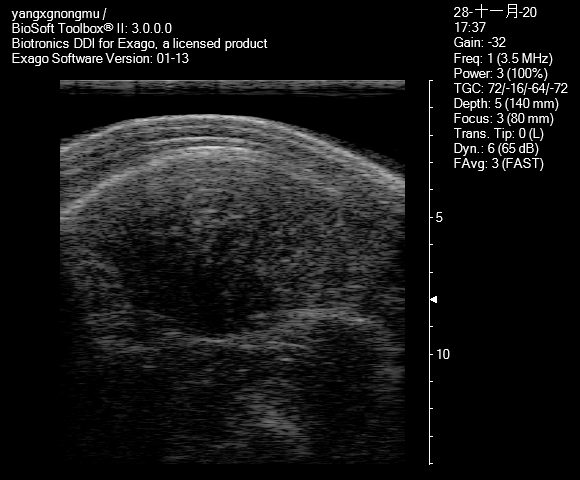 yangxgnongmu /
BioSoft Toolbox® II: 3.0.0.0
Biotronics DDI for Exago, a licensed product
Exago Software Version: 01-13
28-十一月-20
17:37
Gain: -32
Freq: 1 (3.5 MHz)
Power: 3 (100%)
TGC: 72/-16/-64/-72
Depth: 5 (140 mm)
Focus: 3 (80 mm)
Trans. Tip: 0 (L)
Dyn.: 6 (65 dB)
FAvg: 3 (FAST)
5
10